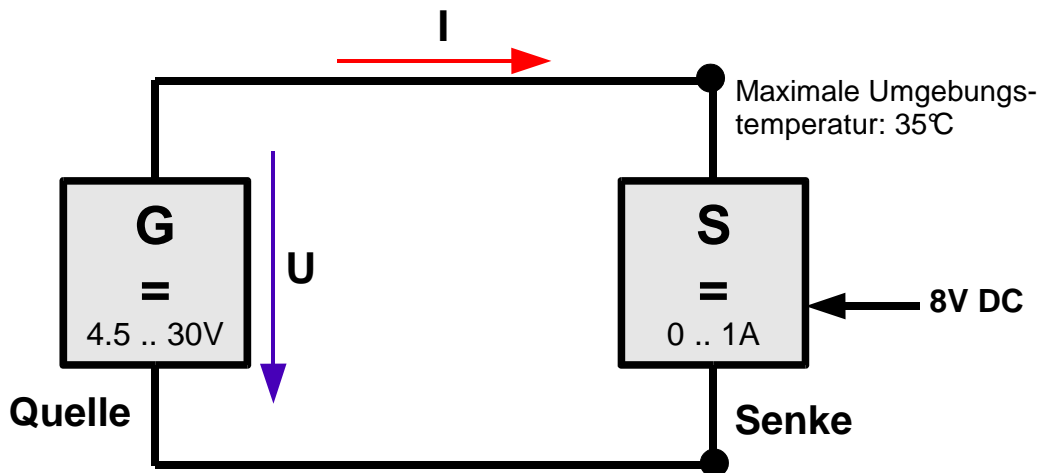 I
Maximale Umgebungs-
temperatur: 35°C
G
=
4.5 .. 30V
U
S
=
0 .. 1A
8V DC
Quelle
Senke